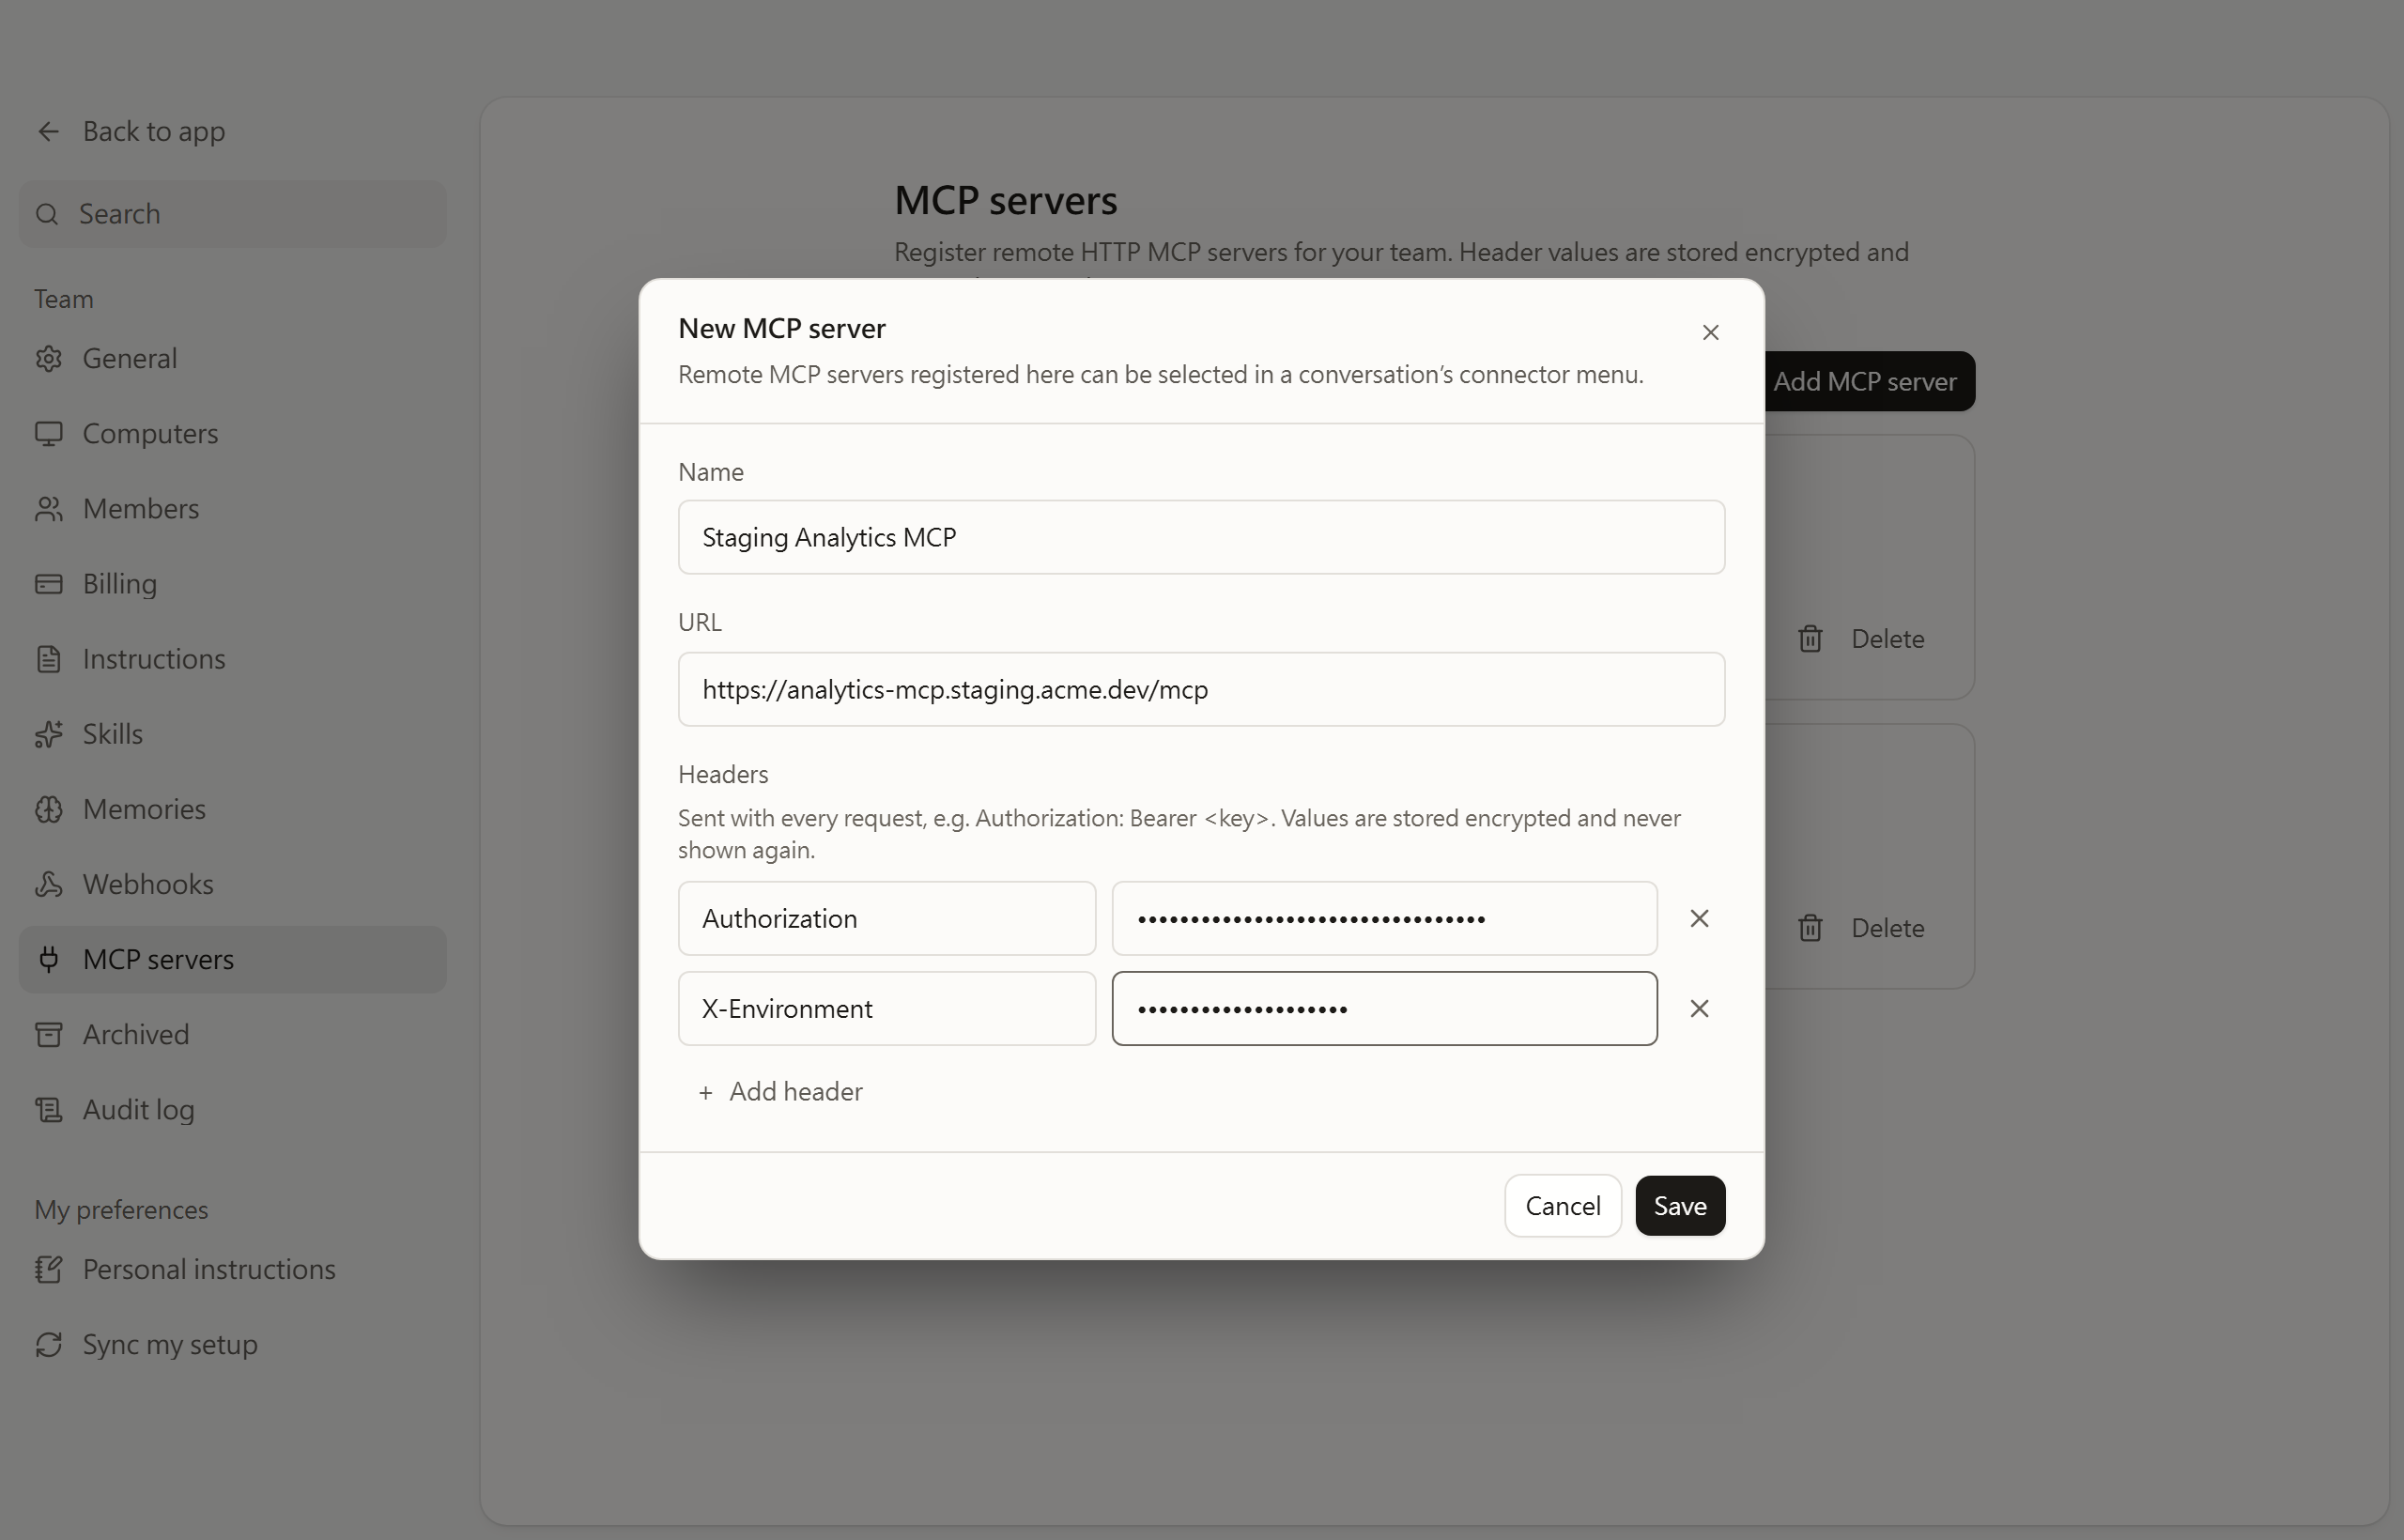 Back to app
Search
Team
General
Computers
Members
Billing
Instructions
Skills
Memories
Webhooks
MCP servers
Archived
Audit log
My preferences
Personal instructions
Sync my setup
MCP servers
Register remote HTTP MCP servers for your team. Header values are stored encrypted and
Add MCP server
Delete
Delete
New MCP server
Remote MCP servers registered here can be selected in a conversation’s connector menu.
Name
Staging Analytics MCP
URL
https://analytics-mcp.staging.acme.dev/mcp
Headers
Sent with every request, e.g. Authorization: Bearer <key>. Values are stored encrypted and never
shown again.
Authorization •••••••••••••••••••••••••••••••••
X-Environment ••••••••••••••••••••
+ Add header
Cancel Save